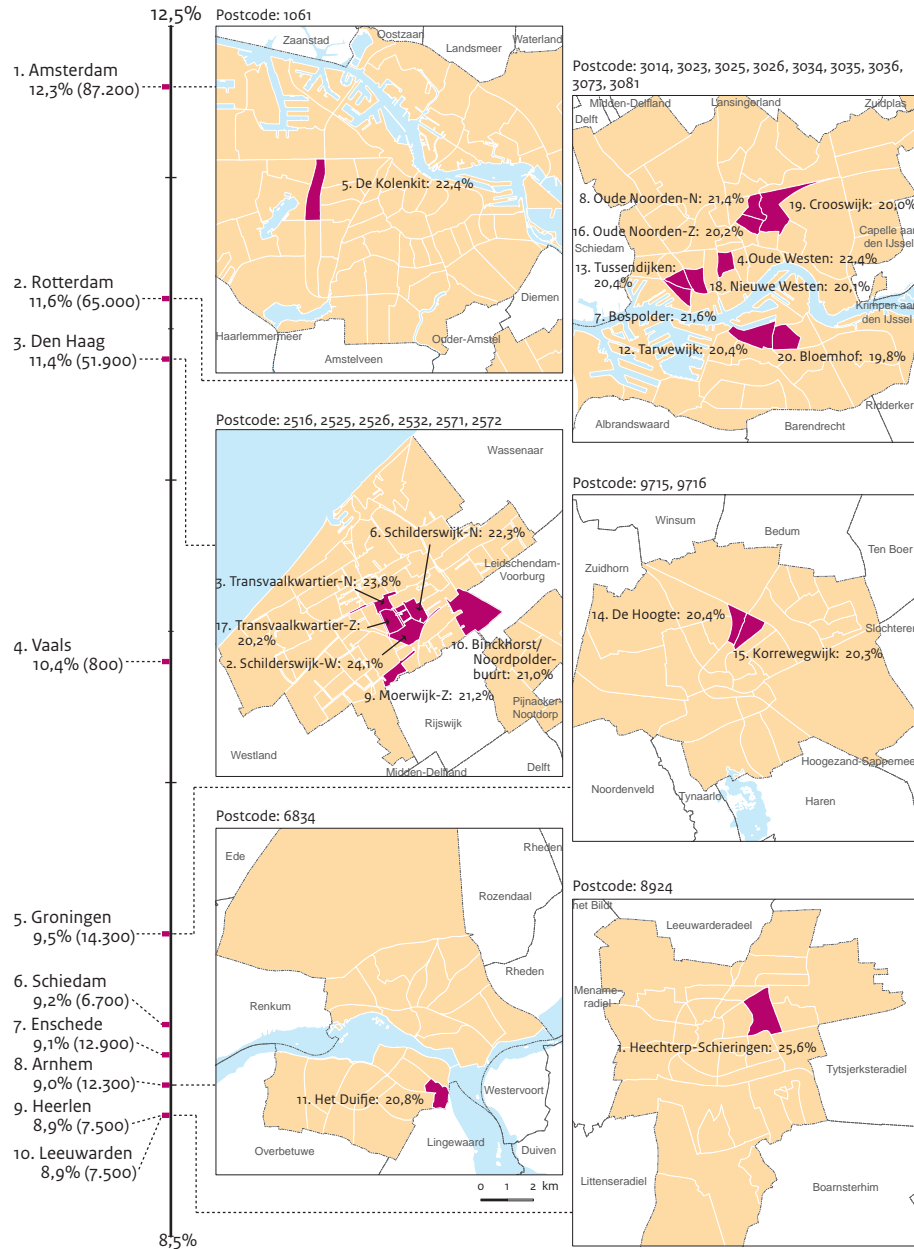 12,5%
1. Amsterdam
12,3% (87.200)
2. Rotterdam
11,6% (65.000)
3. Den Haag
11,4% (51.900)
4. Vaals
10,4% (800)
5. Groningen
9,5% (14.300)
6. Schiedam
9,2% (6.700)
7. Enschede
9,1% (12.900)
8. Arnhem
9,0% (12.300)
9. Heerlen
8,9% (7.500)
10. Leeuwarden
8,9% (7.500)
8,5%
Postcode: 1061
Zaanstad
Oostzaan
Landsmeer
Waterland
5. De Kolenkit: 22,4%
Diemen
Haarlemmermeer
Ouder-Amstel
Amstelveen
Postcode: 3014, 3023, 3025, 3026, 3034, 3035, 3036,
3073, 3081
Midden-Delfland
Lansingerland
Zuidplas
Delft
8. Oude Noorden-N: 21,4%
19. Crooswijk: 20,0%
16. Oude Noorden-Z: 20,2%
Capelle aan
den IJssel
Schiedam
4.Oude Westen: 22,4%
13. Tussendijken:
20,4%
18. Nieuwe Westen: 20,1%
Krimpen aan
den IJssel
7. Bospolder: 21,6%
12. Tarwewijk: 20,4%
20. Bloemhof: 19,8%
Ridderkerk
Albrandswaard
Barendrecht
Postcode: 2516, 2525, 2526, 2532, 2571, 2572
Wassenaar
6. Schilderswijk-N: 22,3%
Leidschendam-
Voorburg
3. Transvaalkwartier-N: 23,8%
17. Transvaalkwartier-Z:
20,2%
2. Schilderswijk-W: 24,1%
10. Binckhorst/
Noordpolder-
buurt: 21,0%
9. Moerwijk-Z: 21,2%
Pijnacker-
Nootdorp
Rijswijk
Westland
Midden-Delfland
Delft
Postcode: 9715, 9716
Winsum
Bedum
Ten Boer
Zuidhorn
14. De Hoogte: 20,4%
Slochteren
15. Korrewegwijk: 20,3%
Hoogezand-Sappemeer
Noordenveld
Tynaarlo
Haren
Postcode: 6834
Ede
Rheden
Rozendaal
Rheden
Renkum
Westervoort
11. Het Duifje: 20,8%
Overbetuwe
Lingewaard
Duiven
0 1 2 km
Postcode: 8924
het Bildt
Leeuwarderadeel
Mename-
radiel
1. Heechterp-Schieringen: 25,6%
Tytsjerksteradiel
Littenseradiel
Boarnsterhim